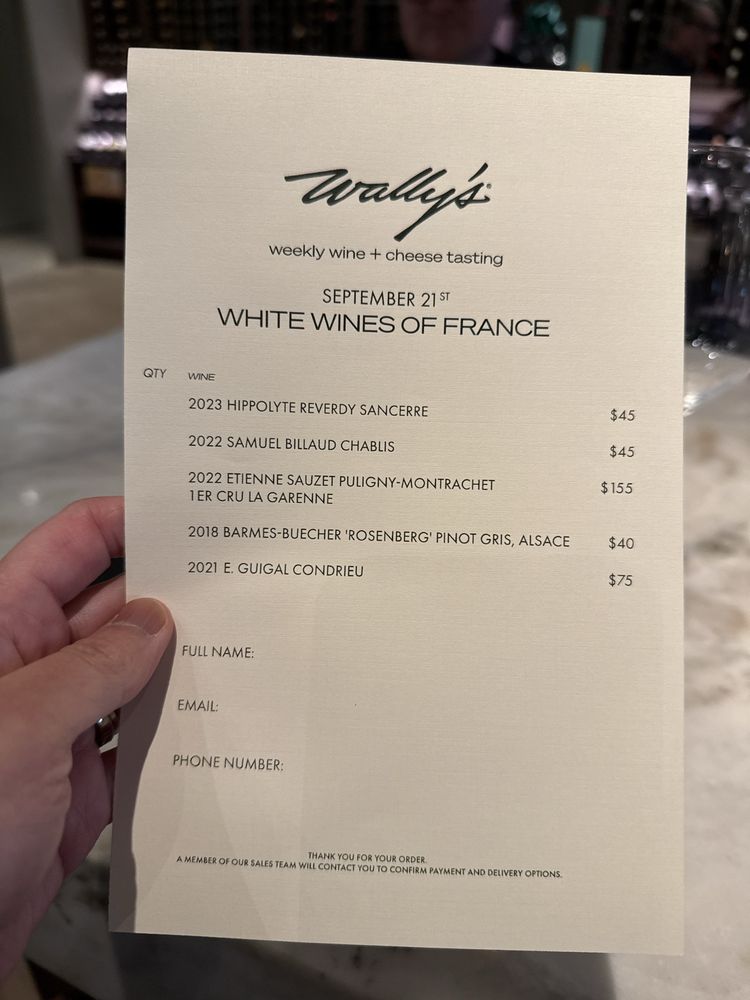 Wally's®
weekly wine + cheese tasting
SEPTEMBER 21ST
WHITE WINES OF FRANCE
QTY WINE
2023 HIPPOLYTE REVERDY SANCERRE $45
2022 SAMUEL BILLAUD CHABLIS $45
2022 ETIENNE SAUZET PULIGNY-MONTRACHET $155
1ER CRU LA GARENNE
2018 BARMES-BUECHER 'ROSENBERG' PINOT GRIS, ALSACE $40
2021 E. GUIGAL CONDRIEU $75
FULL NAME:
EMAIL:
PHONE NUMBER:
THANK YOU FOR YOUR ORDER.
A MEMBER OF OUR SALES TEAM WILL CONTACT YOU TO CONFIRM PAYMENT AND DELIVERY OPTIONS.